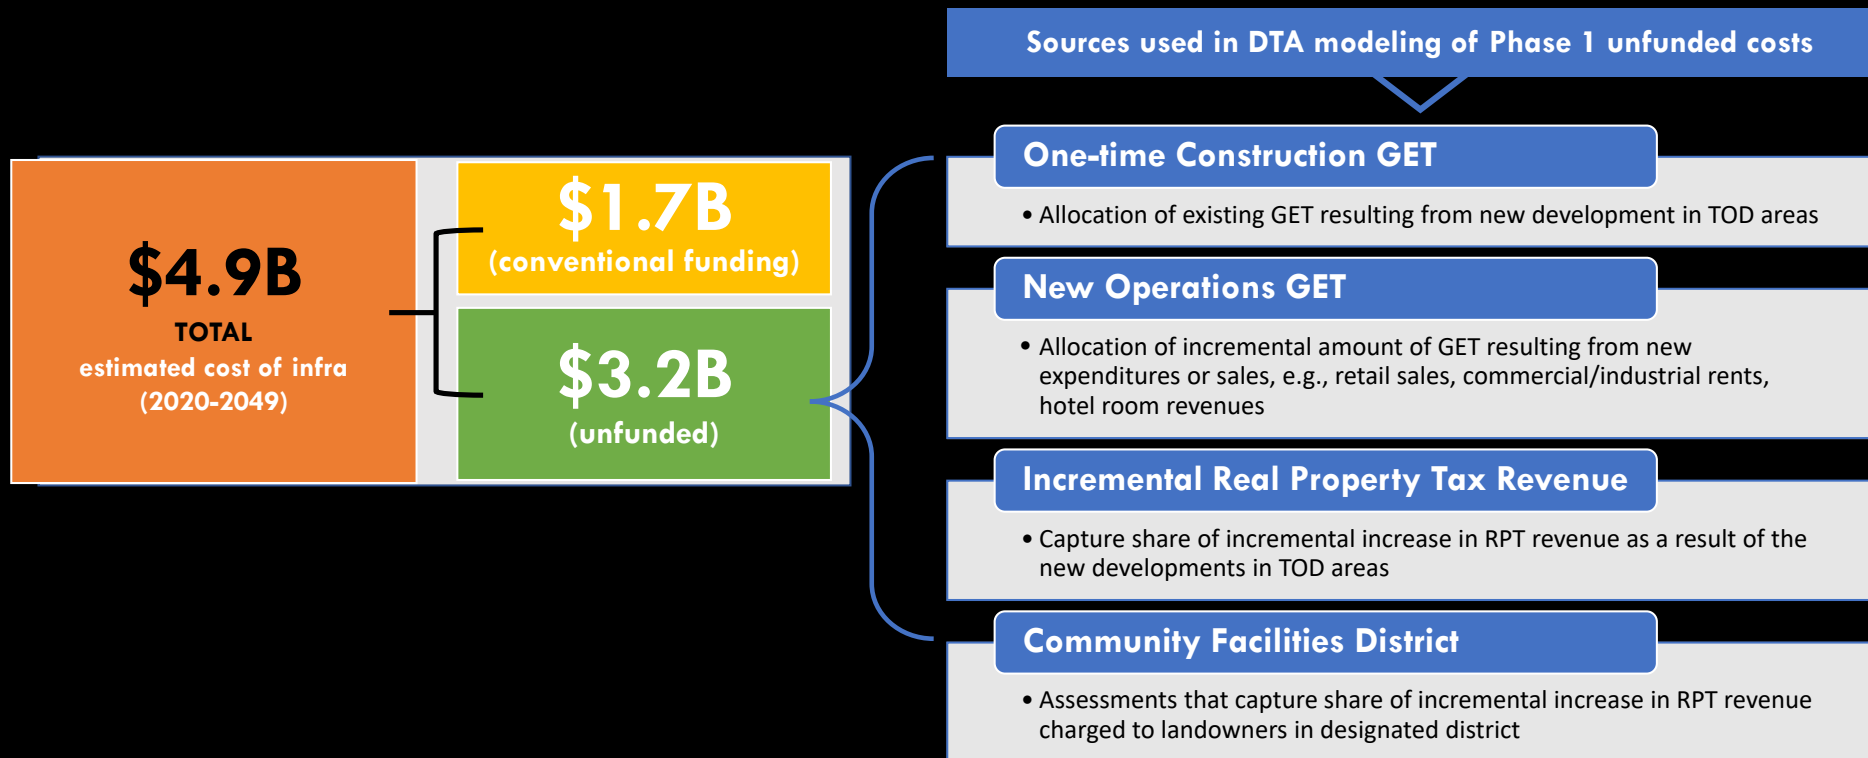 Sources used in DTA modeling of Phase 1 unfunded costs
$4.9B
TOTAL
estimated cost of infra
(2020-2049)
$1.7B
(conventional funding)
$3.2B
(unfunded)
One-time Construction GET
• Allocation of existing GET resulting from new development in TOD areas
New Operations GET
• Allocation of incremental amount of GET resulting from new
expenditures or sales, e.g., retail sales, commercial/industrial rents,
hotel room revenues
Incremental Real Property Tax Revenue
• Capture share of incremental increase in RPT revenue as a result of the
new developments in TOD areas
Community Facilities District
• Assessments that capture share of incremental increase in RPT revenue
charged to landowners in designated district